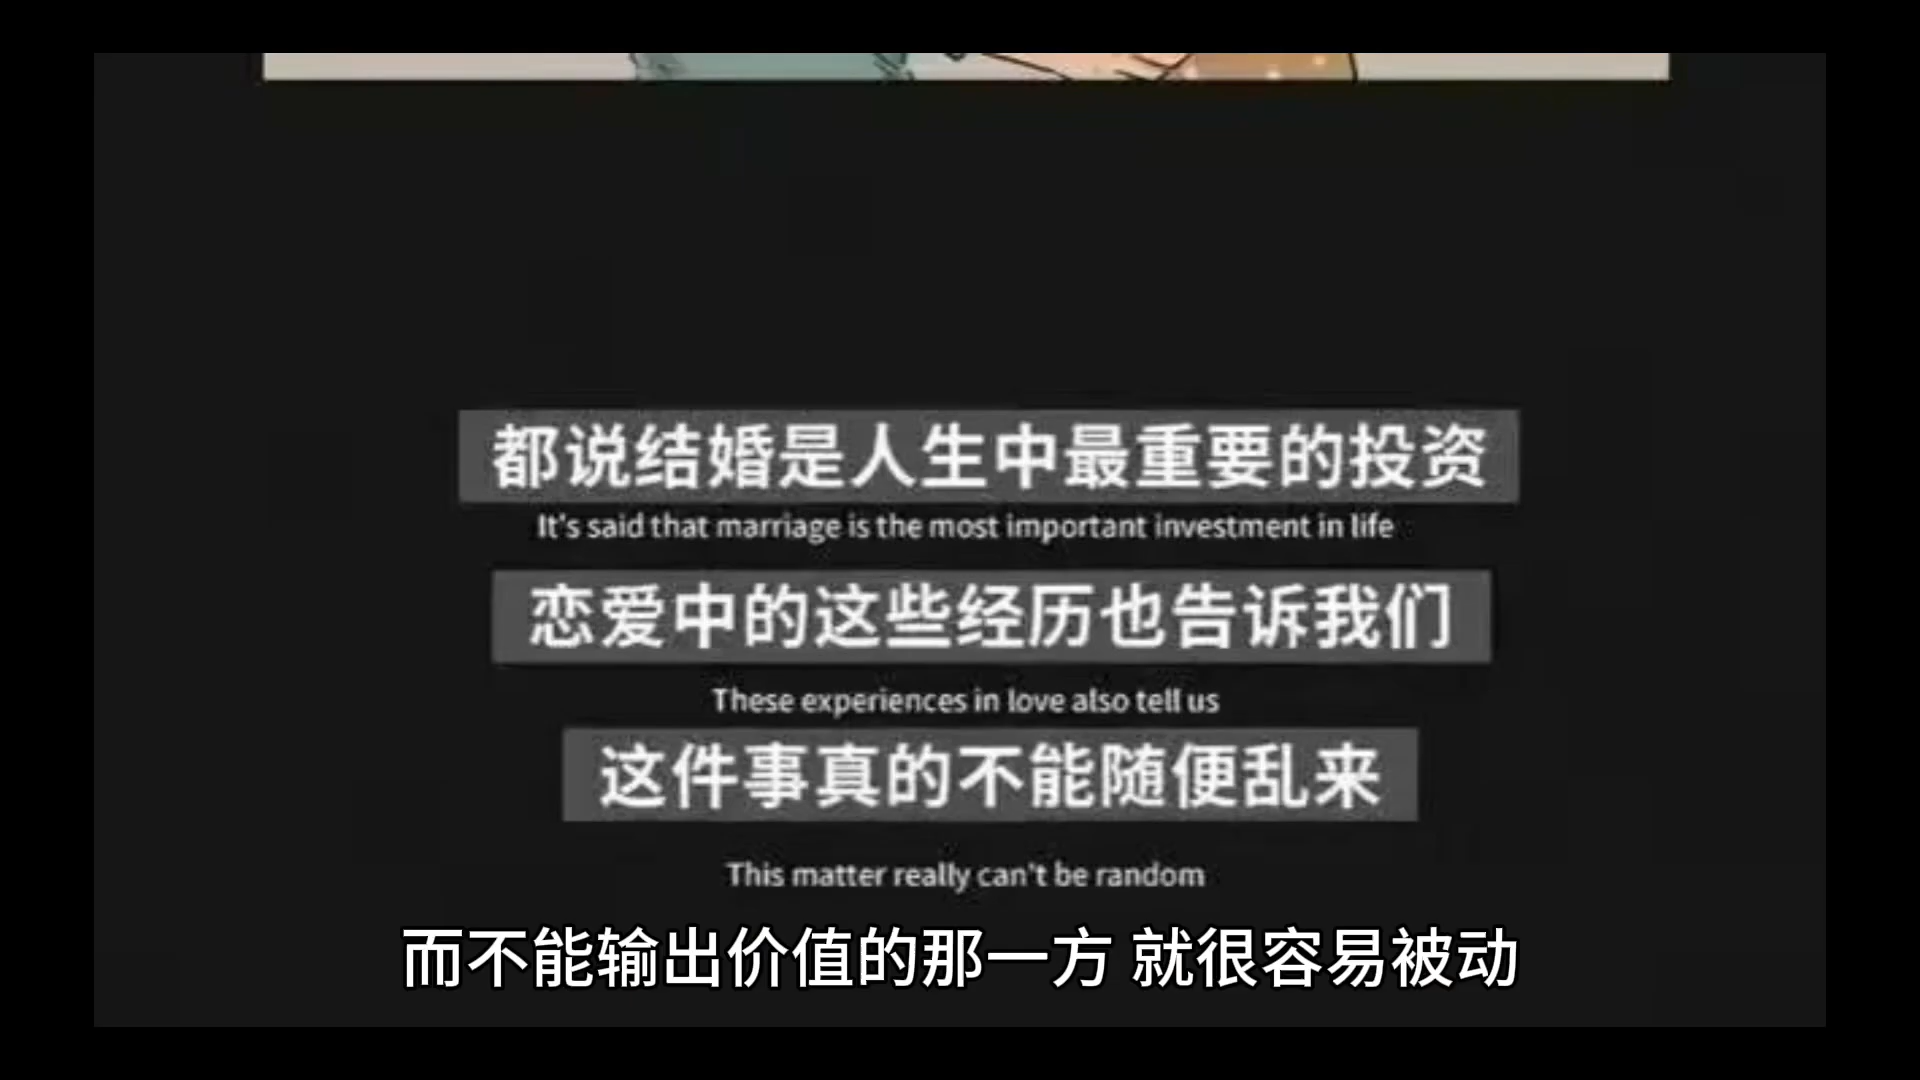 都说结婚是人生中最重要的投资
It's said that marriage is the most important investment in life
恋爱中的这些经历也告诉我们
These experiences in love also tell us
这件事真的不能随便乱来
This matter really can't be random
而不能输出价值的那一方 就很容易被动